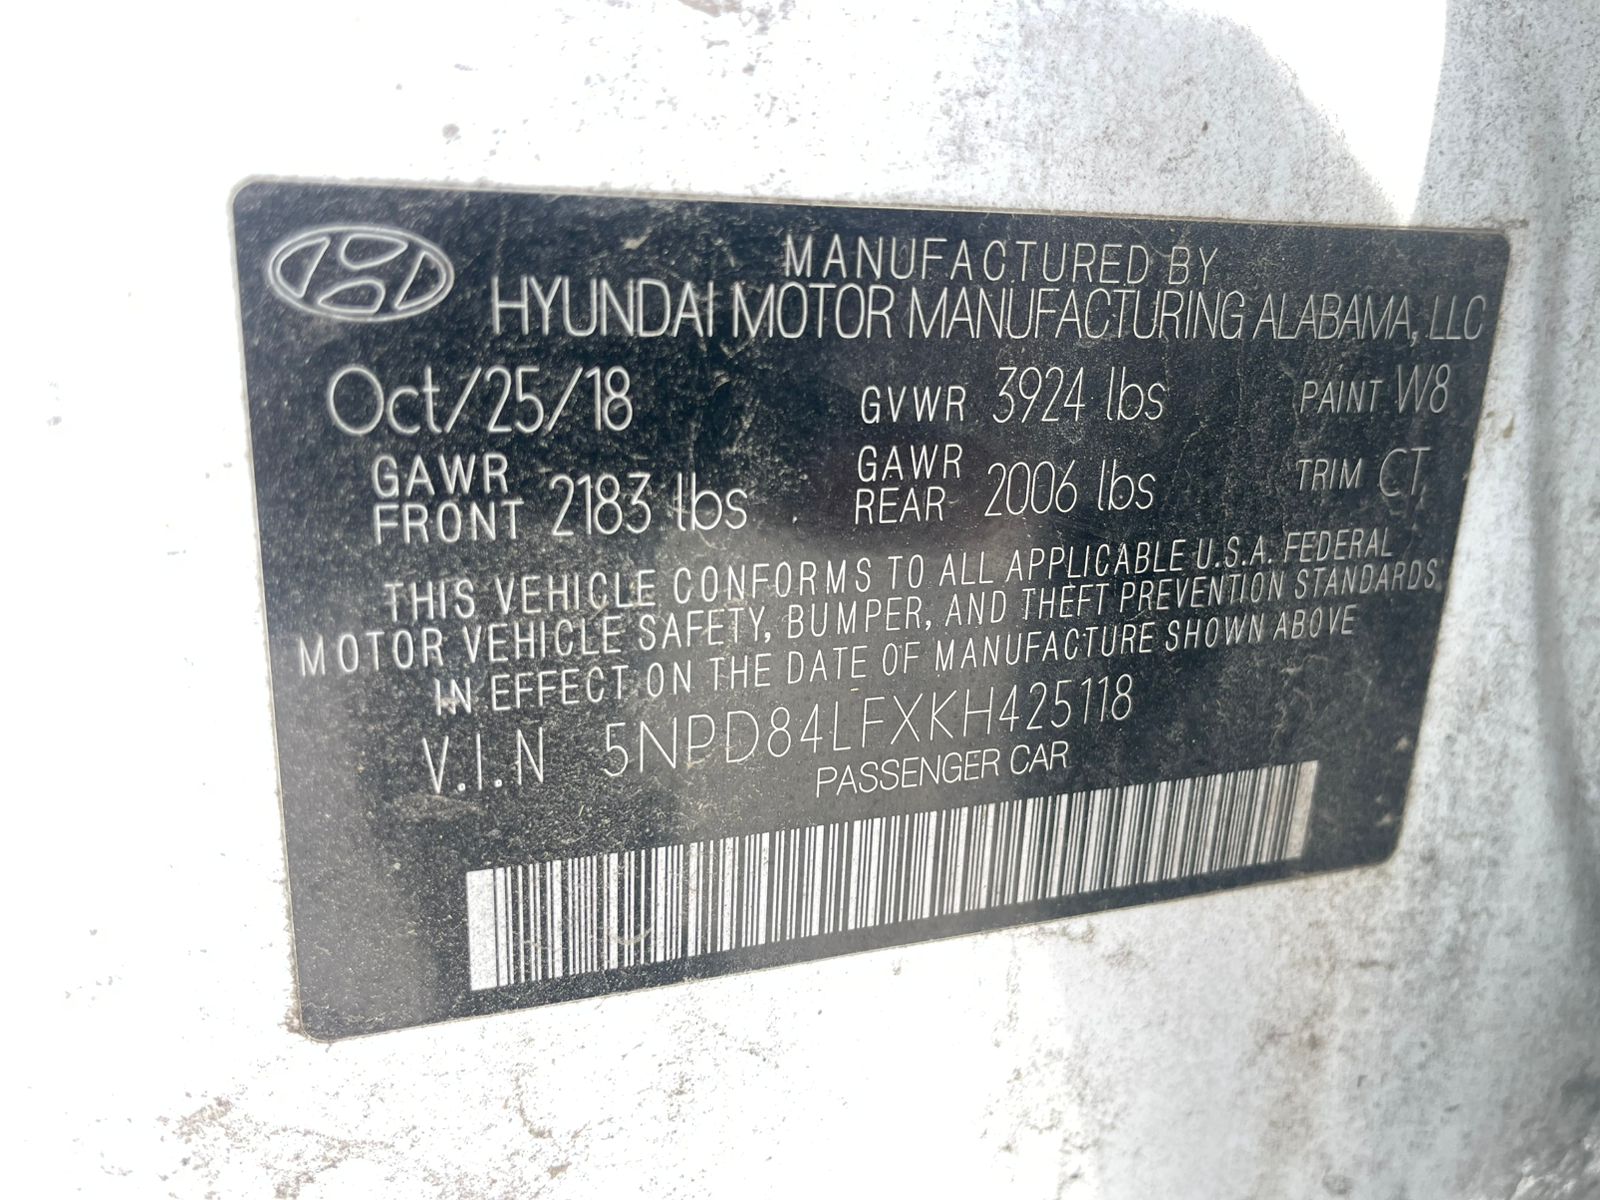 MANUFACTURED BY
HYUNDAI MOTOR MANUFACTURING ALABAMA, LLC
Oct/25/18 GVWR 3924 lbs PAINT W8
GAWR FRONT 2183 lbs GAWR REAR 2006 lbs TRIM CT
THIS VEHICLE CONFORMS TO ALL APPLICABLE U.S.A. FEDERAL
MOTOR VEHICLE SAFETY, BUMPER, AND THEFT PREVENTION STANDARDS
IN EFFECT ON THE DATE OF MANUFACTURE SHOWN ABOVE
V.I.N 5NPD84LFXKH425118
PASSENGER CAR